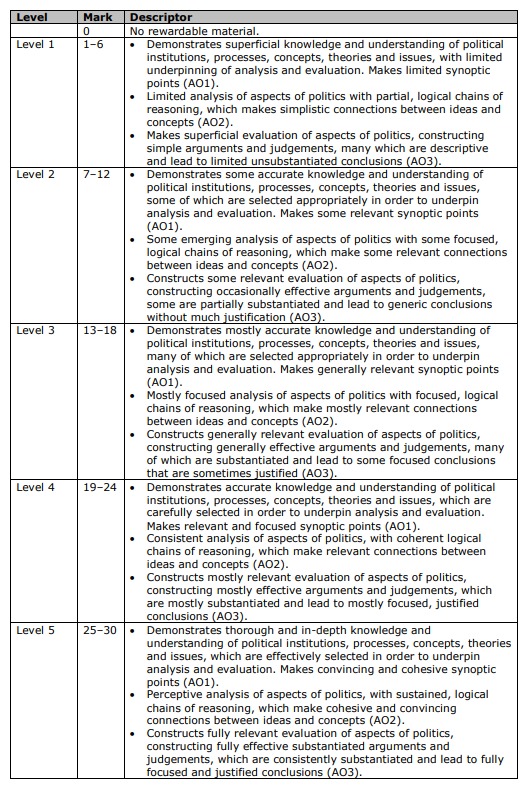 Level Mark Descriptor
0 No rewardable material.
Level 1 1–6 • Demonstrates superficial knowledge and understanding of political
institutions, processes, concepts, theories and issues, with limited
underpinning of analysis and evaluation. Makes limited synoptic
points (AO1).
• Limited analysis of aspects of politics with partial, logical chains of
reasoning, which makes simplistic connections between ideas and
concepts (AO2).
• Makes superficial evaluation of aspects of politics, constructing
simple arguments and judgements, many which are descriptive
and lead to limited unsubstantiated conclusions (AO3).
Level 2 7–12 • Demonstrates some accurate knowledge and understanding of
political institutions, processes, concepts, theories and issues,
some of which are selected appropriately in order to underpin
analysis and evaluation. Makes some relevant synoptic points
(AO1).
• Some emerging analysis of aspects of politics with some focused,
logical chains of reasoning, which make some relevant connections
between ideas and concepts (AO2).
• Constructs some relevant evaluation of aspects of politics,
constructing occasionally effective arguments and judgements,
some are partially substantiated and lead to generic conclusions
without much justification (AO3).
Level 3 13–18 • Demonstrates mostly accurate knowledge and understanding of
political institutions, processes, concepts, theories and issues,
many of which are selected appropriately in order to underpin
analysis and evaluation. Makes generally relevant synoptic points
(AO1).
• Mostly focused analysis of aspects of politics with focused, logical
chains of reasoning, which make mostly relevant connections
between ideas and concepts (AO2).
• Constructs generally relevant evaluation of aspects of politics,
constructing generally effective arguments and judgements, many
of which are substantiated and lead to some focused conclusions
that are sometimes justified (AO3).
Level 4 19–24 • Demonstrates accurate knowledge and understanding of political
institutions, processes, concepts, theories and issues, which are
carefully selected in order to underpin analysis and evaluation.
Makes relevant and focused synoptic points (AO1).
• Consistent analysis of aspects of politics, with coherent logical
chains of reasoning, which make relevant connections between
ideas and concepts (AO2).
• Constructs mostly relevant evaluation of aspects of politics,
constructing mostly effective arguments and judgements, which
are mostly substantiated and lead to mostly focused, justified
conclusions (AO3).
Level 5 25–30 • Demonstrates thorough and in-depth knowledge and
understanding of political institutions, processes, concepts, theories
and issues, which are effectively selected in order to underpin
analysis and evaluation. Makes convincing and cohesive synoptic
points (AO1).
• Perceptive analysis of aspects of politics, with sustained, logical
chains of reasoning, which make cohesive and convincing
connections between ideas and concepts (AO2).
• Constructs fully relevant evaluation of aspects of politics,
constructing fully effective substantiated arguments and
judgements, which are consistently substantiated and lead to fully
focused and justified conclusions (AO3).